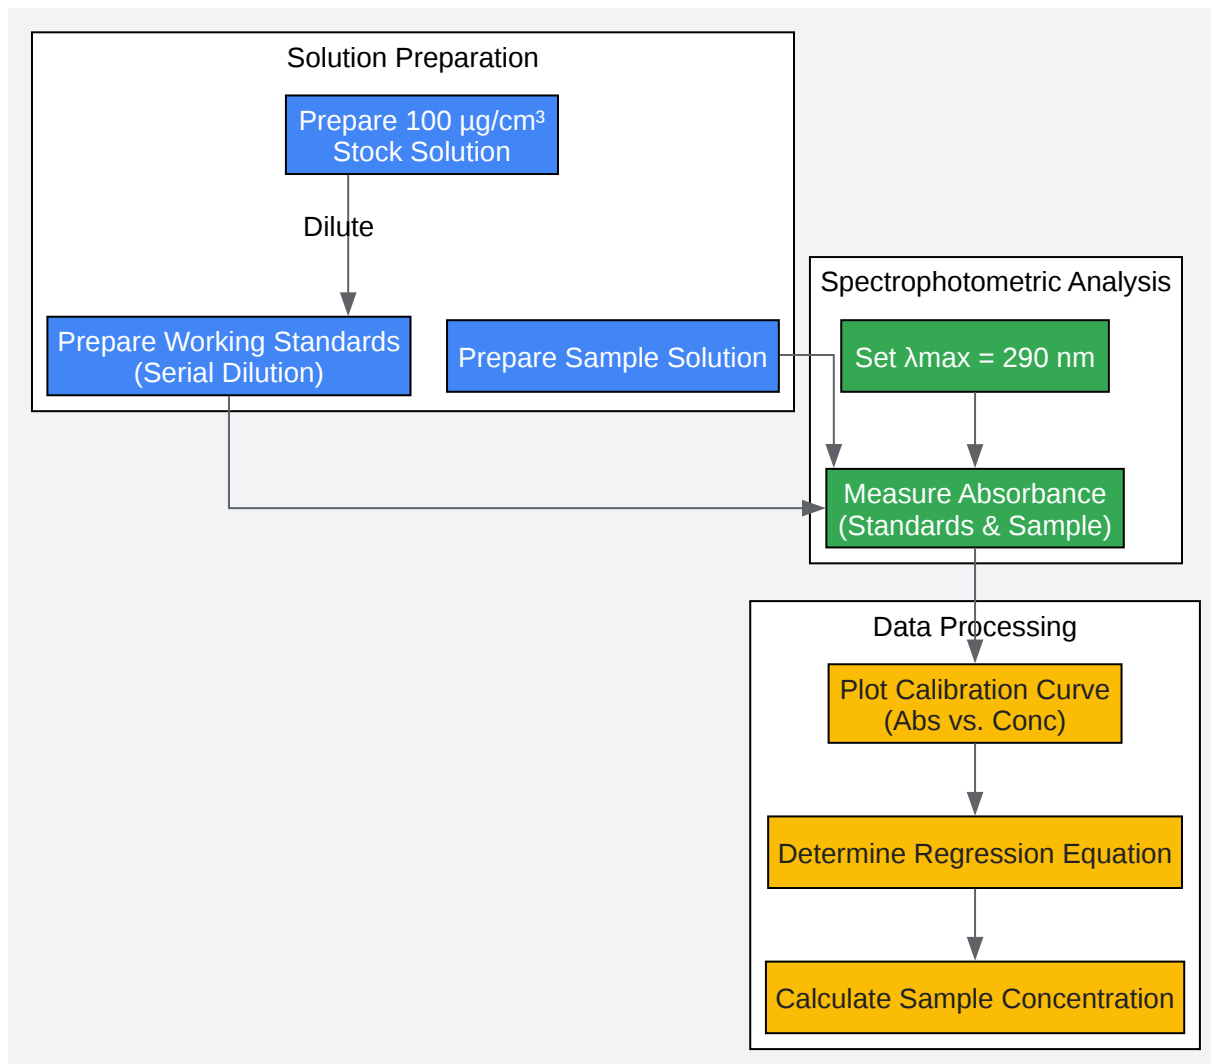 Solution Preparation
Prepare 100 µg/cm³
Stock Solution
Dilute
Prepare Working Standards
(Serial Dilution)
Prepare Sample Solution
Spectrophotometric Analysis
Set λmax = 290 nm
Measure Absorbance
(Standards & Sample)
Data Processing
Plot Calibration Curve
(Abs vs. Conc)
Determine Regression Equation
Calculate Sample Concentration